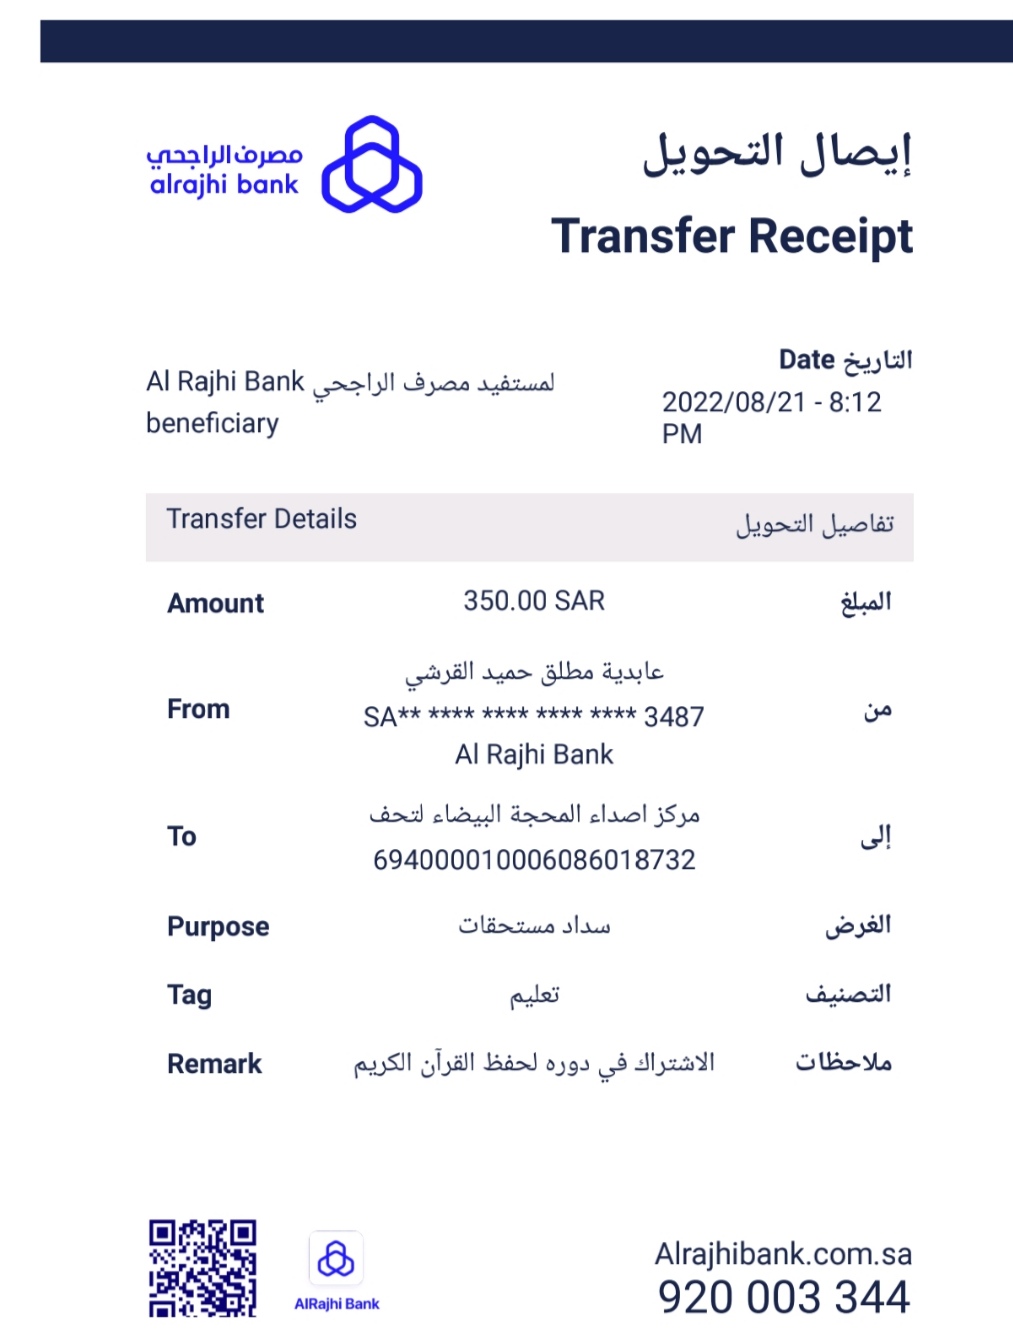 إيصال التحويل
Transfer Receipt
مصرف الراجحي
alrajhi bank
التاريخ Date
2022/08/21 - 8:12
PM
لمستفيد مصرف الراجحي Al Rajhi Bank
beneficiary
Transfer Details تفاصيل التحويل
Amount 350.00 SAR المبلغ
عابدية مطلق حميد القرشي
From SA** **** **** **** **** 3487 من
Al Rajhi Bank
مركز اصداء المحجة البيضاء لتحف
To إلى
694000010006086018732
Purpose سداد مستحقات الغرض
Tag تعليم التصنيف
Remark الاشتراك في دوره لحفظ القرآن الكريم ملاحظات
AlRajhi Bank
Alrajhibank.com.sa
920 003 344